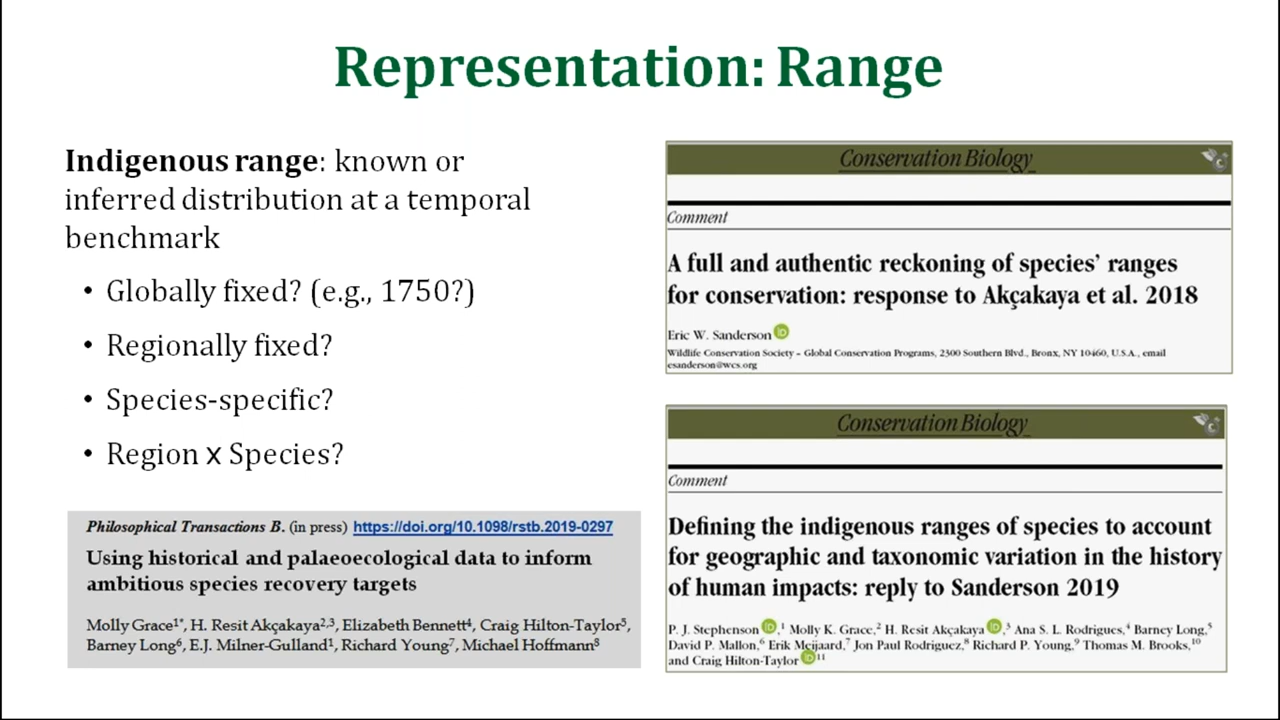 Representation: Range
Indigenous range: known or
inferred distribution at a temporal
benchmark
• Globally fixed? (e.g., 1750?)
• Regionally fixed?
• Species-specific?
• Region x Species?
Philosophical Transactions B. (in press) https://doi.org/10.1098/rstb.2019-0297
Using historical and palaeoecological data to inform
ambitious species recovery targets
Molly Grace1*, H. Resit Akçakaya2,3, Elizabeth Bennett4, Craig Hilton-Taylor5,
Barney Long6, E.J. Milner-Gulland1, Richard Young7, Michael Hoffmann8
Conservation Biology
Comment
A full and authentic reckoning of species’ ranges
for conservation: response to Akçakaya et al. 2018
Eric W. Sanderson iD
Wildlife Conservation Society – Global Conservation Programs, 2300 Southern Blvd., Bronx, NY 10460, U.S.A., email
esanderson@wcs.org
Conservation Biology
Comment
Defining the indigenous ranges of species to account
for geographic and taxonomic variation in the history
of human impacts: reply to Sanderson 2019
P. J. Stephenson iD,1 Molly K. Grace,2 H. Resit Akçakaya iD,3 Ana S. L. Rodrigues,4 Barney Long,5
David P. Mallon,6 Erik Meijaard,7 Jon Paul Rodriguez,8 Richard P. Young,9 Thomas M. Brooks,10
and Craig Hilton-Taylor iD11